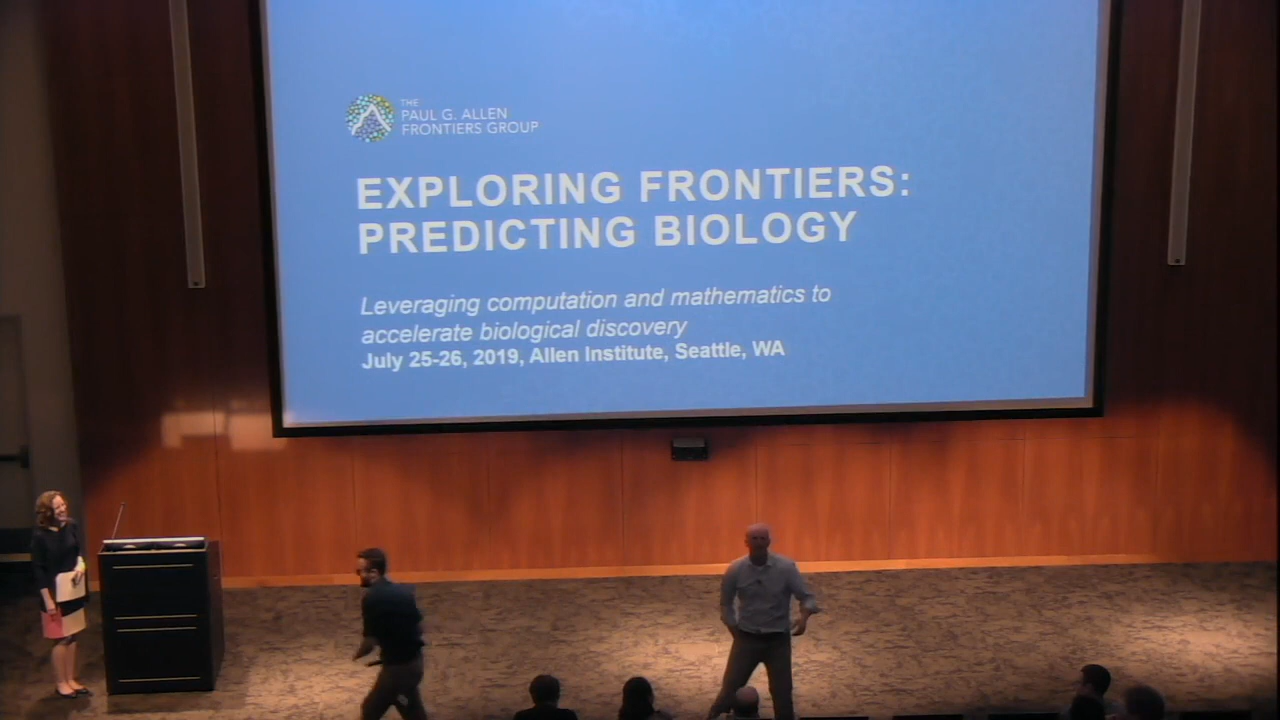 THE
PAUL G. ALLEN
FRONTIERS GROUP
EXPLORING FRONTIERS:
PREDICTING BIOLOGY
Leveraging computation and mathematics to
accelerate biological discovery
July 25-26, 2019, Allen Institute, Seattle, WA